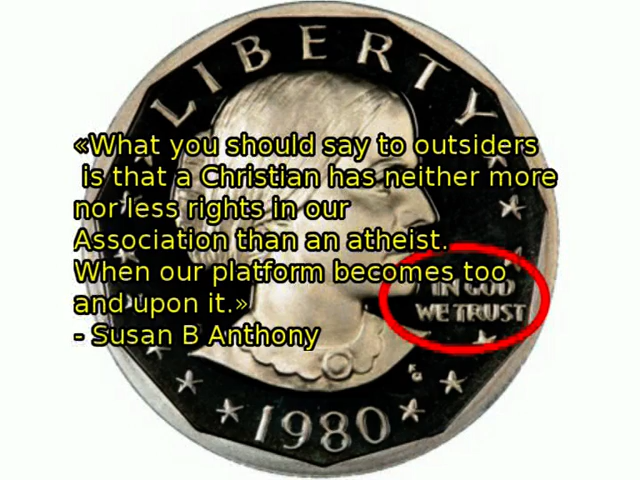 LIBERTY
«What you should say to outsiders
is that a Christian has neither more
nor less rights in our
Association than an atheist.
When our platform becomes too
and upon it.»
- Susan B Anthony
IN GOD
WE TRUST
FG
1980